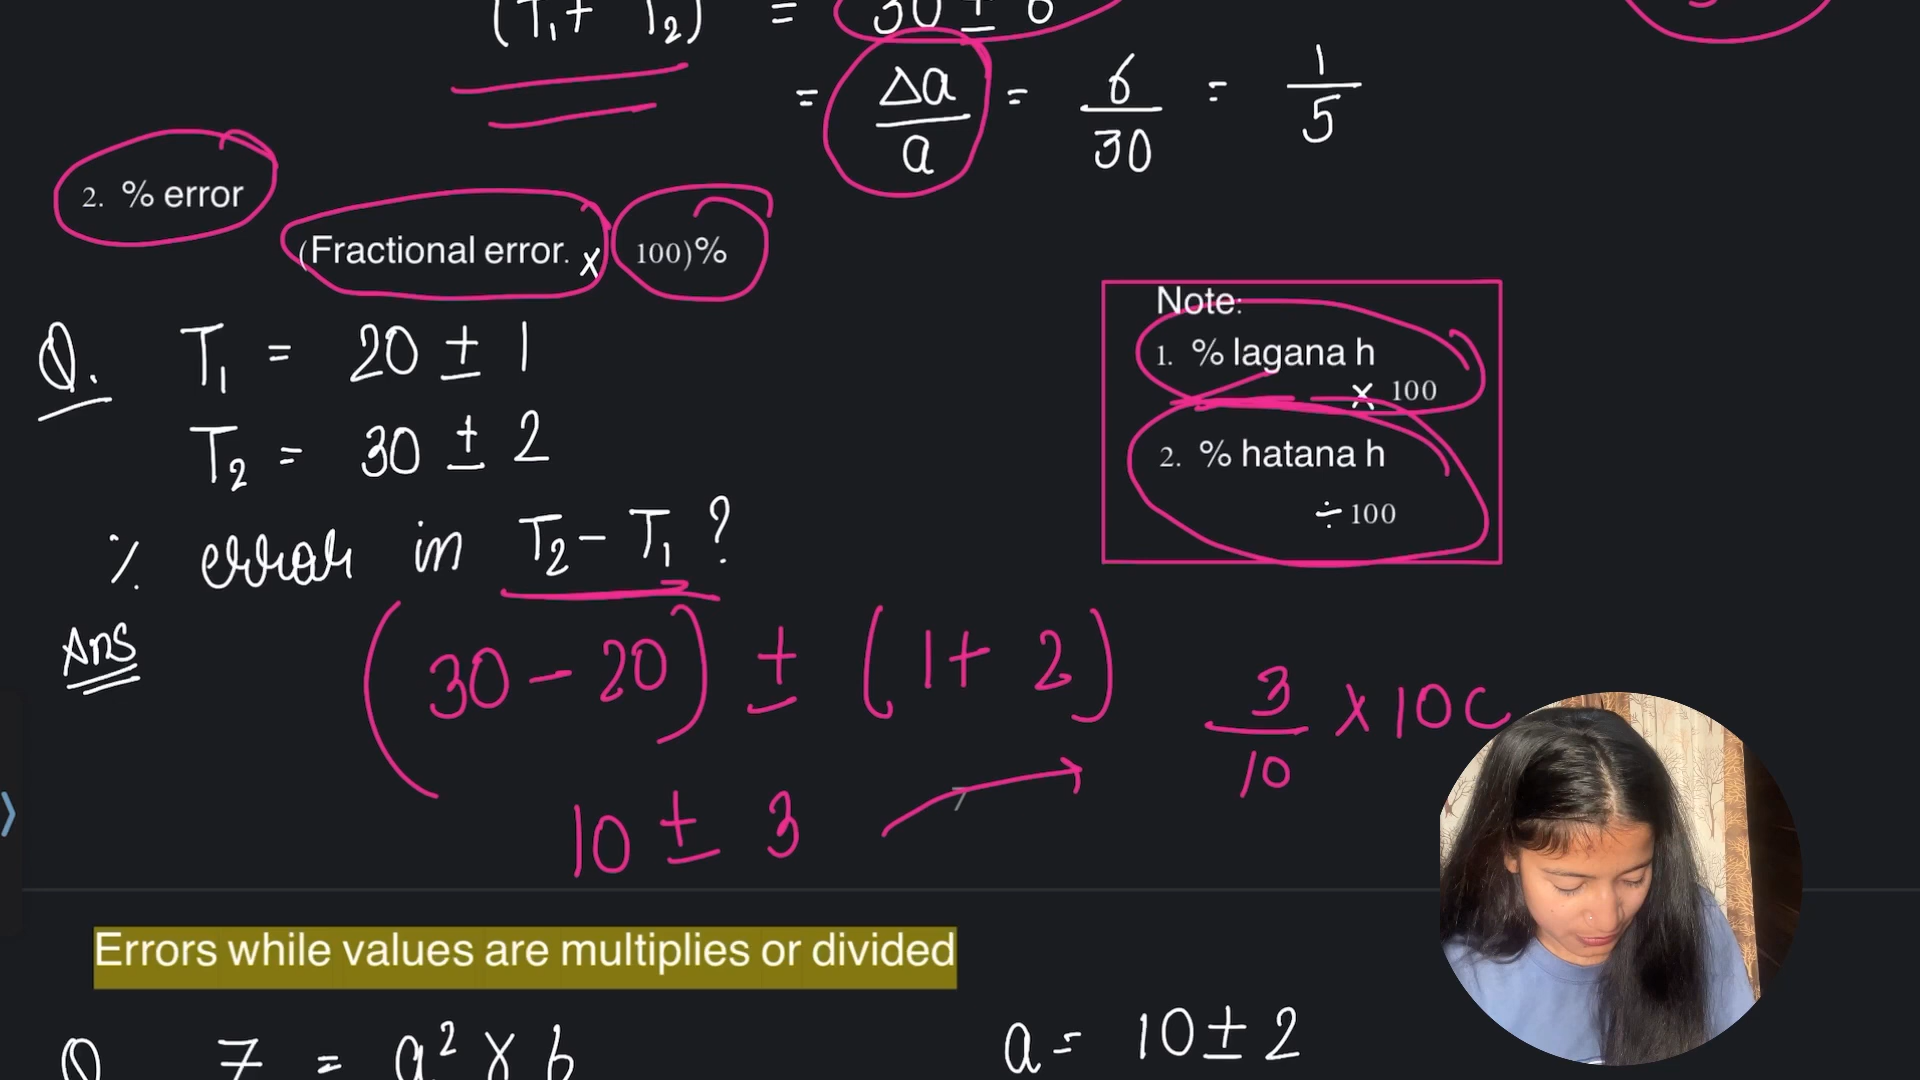 (T₁ + T₂) = 30 ± 6
= Δa/a = 6/30 = 1/5
2. % error
(Fractional error. x 100)%
Note:
1. % lagana h
x 100
2. % hatana h
÷100
Q. T₁ = 20 ± 1
T₂ = 30 ± 2
% error in T₂ - T₁ ?
Ans
(30 - 20) ± (1 + 2)
3/10 x 100
10 ± 3
Errors while values are multiplies or divided
Q 7 = a² x b
a = 10 ± 2